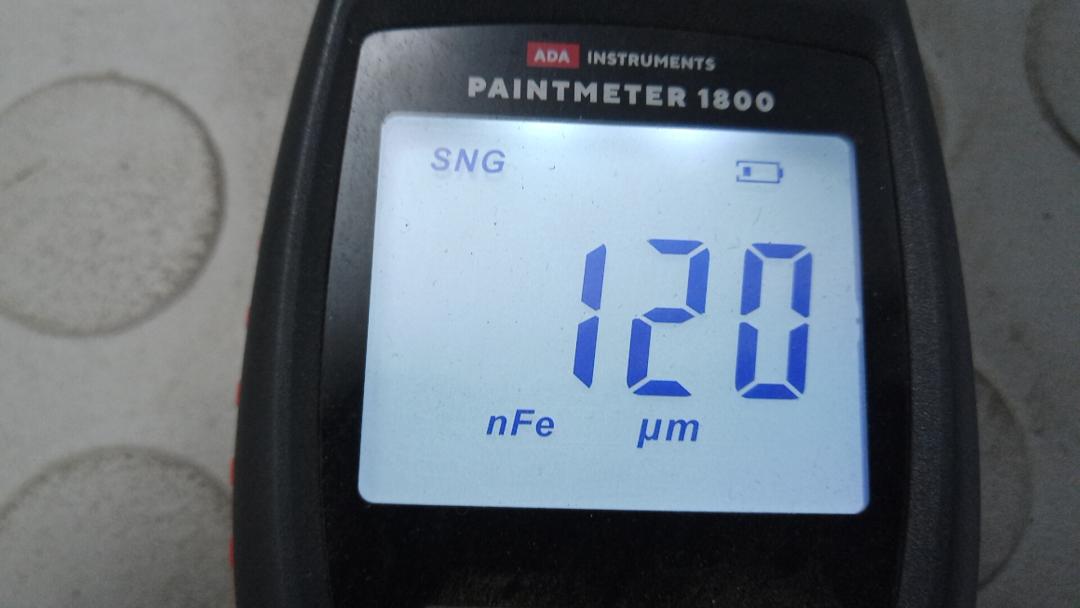 ADA INSTRUMENTS
PAINTMETER 1800
SNG
120
nFe µm